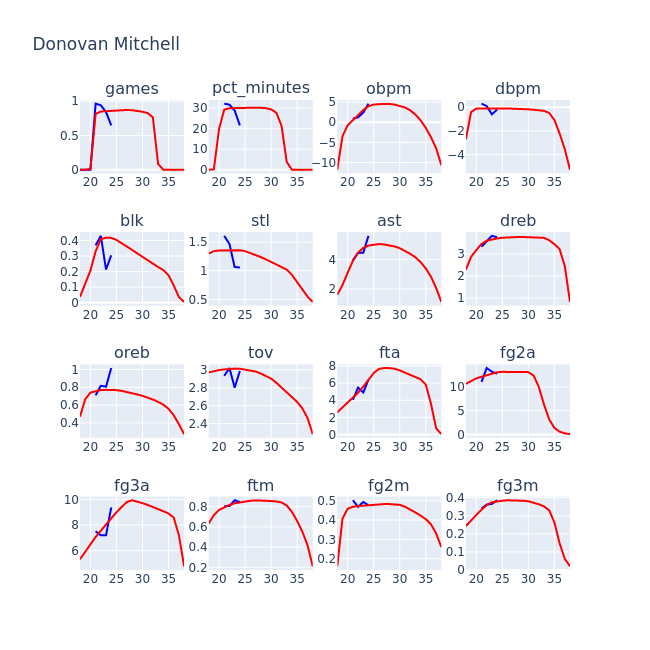 Donovan Mitchell
games pct_minutes obpm dbpm
1 0.5 0 30 20 10 0 5 0 −5 −10 0 −2 −4
20 25 30 35 20 25 30 35 20 25 30 35 20 25 30 35
blk stl ast dreb
0.4 0.3 0.2 0.1 0 1.5 1 0.5 4 2 3 2 1
20 25 30 35 20 25 30 35 20 25 30 35 20 25 30 35
oreb tov fta fg2a
1 0.8 0.6 0.4 3 2.8 2.6 2.4 8 6 4 2 0 10 5 0
20 25 30 35 20 25 30 35 20 25 30 35 20 25 30 35
fg3a ftm fg2m fg3m
10 8 6 0.8 0.6 0.4 0.2 0.5 0.4 0.3 0.2 0.4 0.3 0.2 0.1 0
20 25 30 35 20 25 30 35 20 25 30 35 20 25 30 35